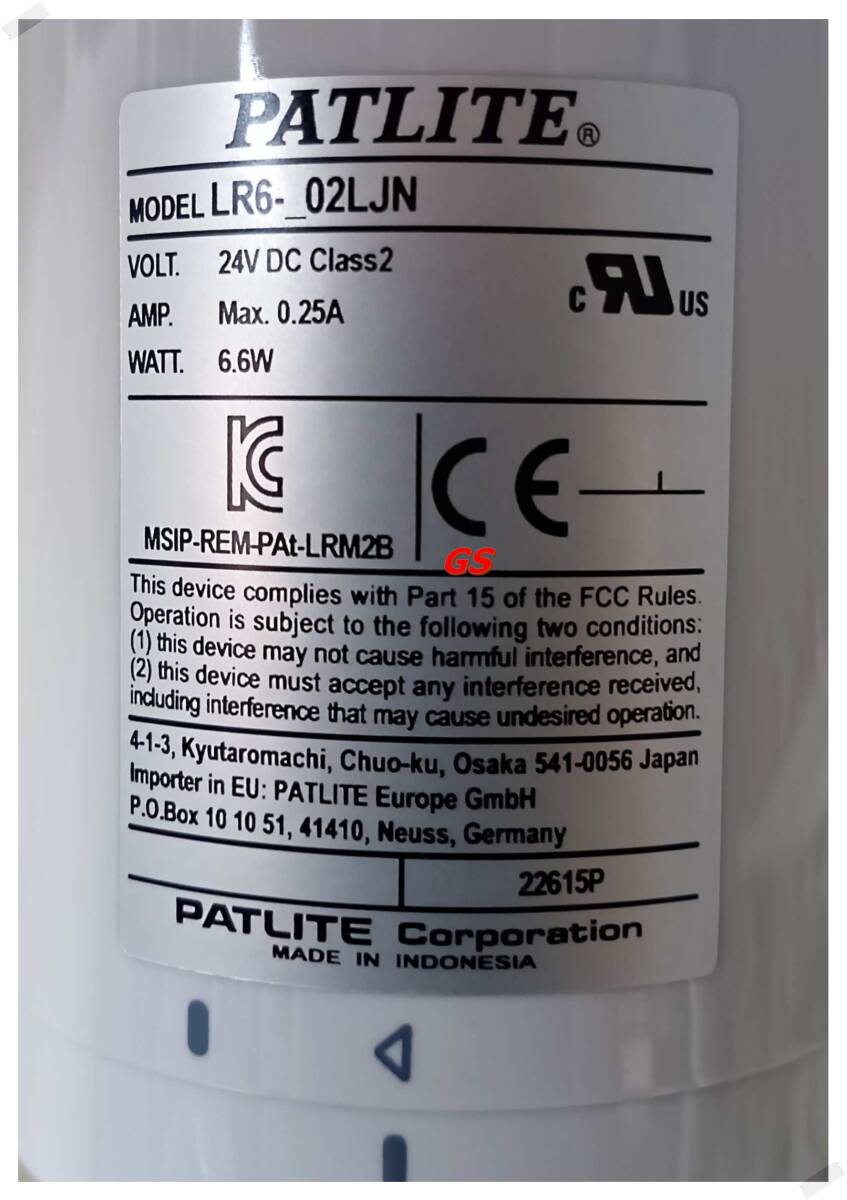 PATLITE®
MODEL LR6-_02LJN
VOLT. 24V DC Class2
AMP. Max. 0.25A
WATT. 6.6W
c RU US
KC
MSIP-REM-PAt-LRM2B
CE
GS
This device complies with Part 15 of the FCC Rules.
Operation is subject to the following two conditions:
(1) this device may not cause harmful interference, and
(2) this device must accept any interference received,
including interference that may cause undesired operation.
4-1-3, Kyutaromachi, Chuo-ku, Osaka 541-0056 Japan
Importer in EU: PATLITE Europe GmbH
P.O.Box 10 10 51, 41410, Neuss, Germany
22615P
PATLITE Corporation
MADE IN INDONESIA